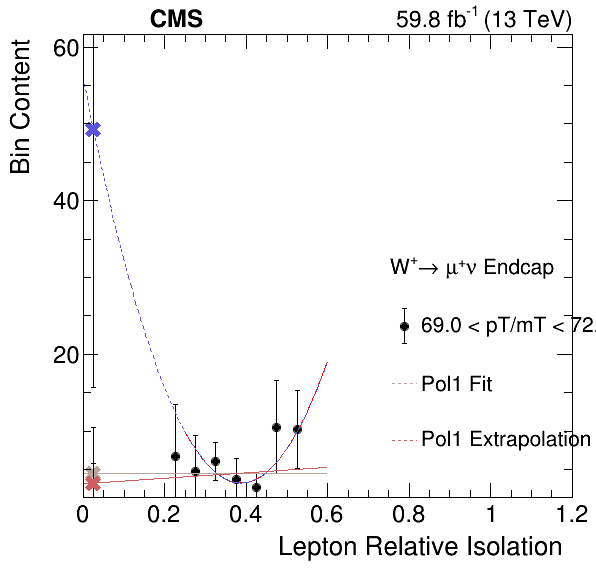 CMS
59.8 fb⁻¹ (13 TeV)
Bin Content
60
40
20
W⁺→ μ⁺ν Endcap
69.0 < pT/mT < 72.
Pol1 Fit
Pol1 Extrapolation
0 0.2 0.4 0.6 0.8 1 1.2
Lepton Relative Isolation